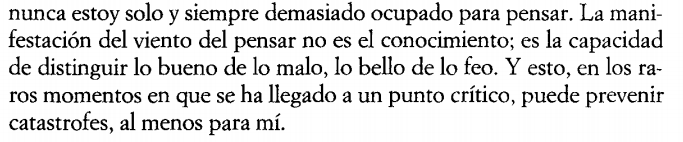 nunca estoy solo y siempre demasiado ocupado para pensar. La mani-
festación del viento del pensar no es el conocimiento; es la capacidad
de distinguir lo bueno de lo malo, lo bello de lo feo. Y esto, en los ra-
ros momentos en que se ha llegado a un punto crítico, puede prevenir
catastrofes, al menos para mí.